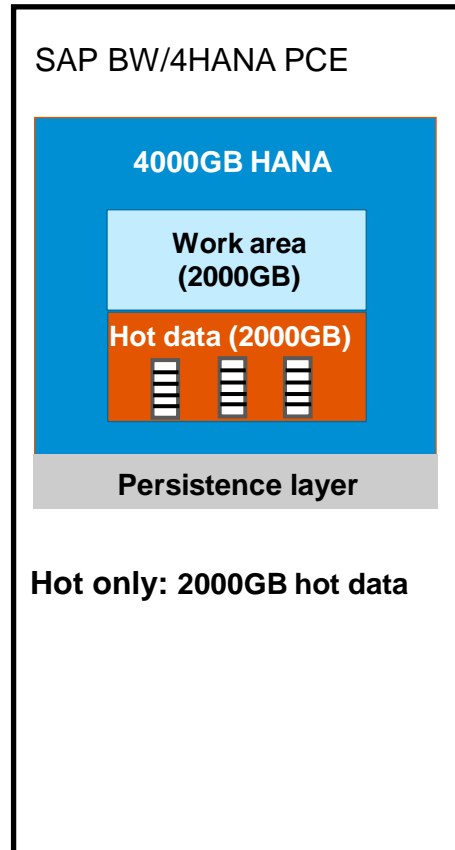 SAP BW/4HANA PCE
4000GB HANA
Work area
(2000GB)
Hot data (2000GB)
Persistence layer
Hot only: 2000GB hot data